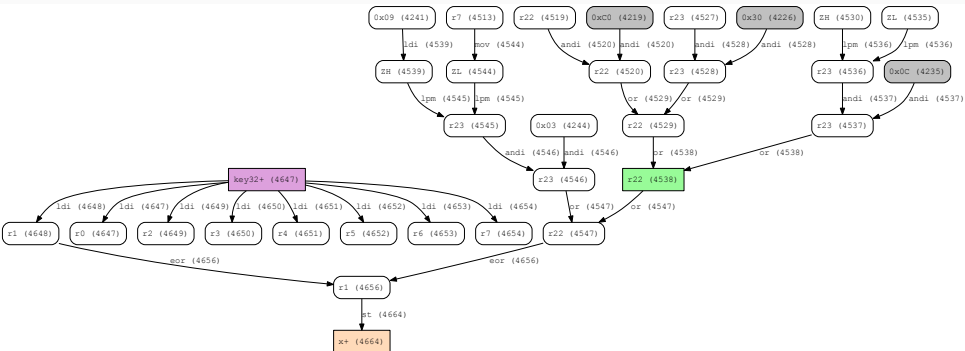 0x09 (4241) r7 (4513) r22 (4519) 0xC0 (4219) r23 (4527) 0x30 (4226) ZH (4530) ZL (4535)
ldi (4539) mov (4544) andi (4520) andi (4520) andi (4528) andi (4528) lpm (4536) lpm (4536)
ZH (4539) ZL (4544) r22 (4520) r23 (4528) r23 (4536) 0x0C (4235)
lpm (4545) lpm (4545) or (4529) or (4529) andi (4537) andi (4537)
r23 (4545) 0x03 (4244) r22 (4529) r23 (4537)
andi (4546) andi (4546) or (4538) or (4538)
key32+ (4647) r23 (4546) r22 (4538)
ldi (4648) ldi (4647) ldi (4649) ldi (4650) ldi (4651) ldi (4652) ldi (4653) ldi (4654) or (4547) or (4547)
r1 (4648) r0 (4647) r2 (4649) r3 (4650) r4 (4651) r5 (4652) r6 (4653) r7 (4654) r22 (4547)
eor (4656) eor (4656)
r1 (4656)
st (4664)
x+ (4664)